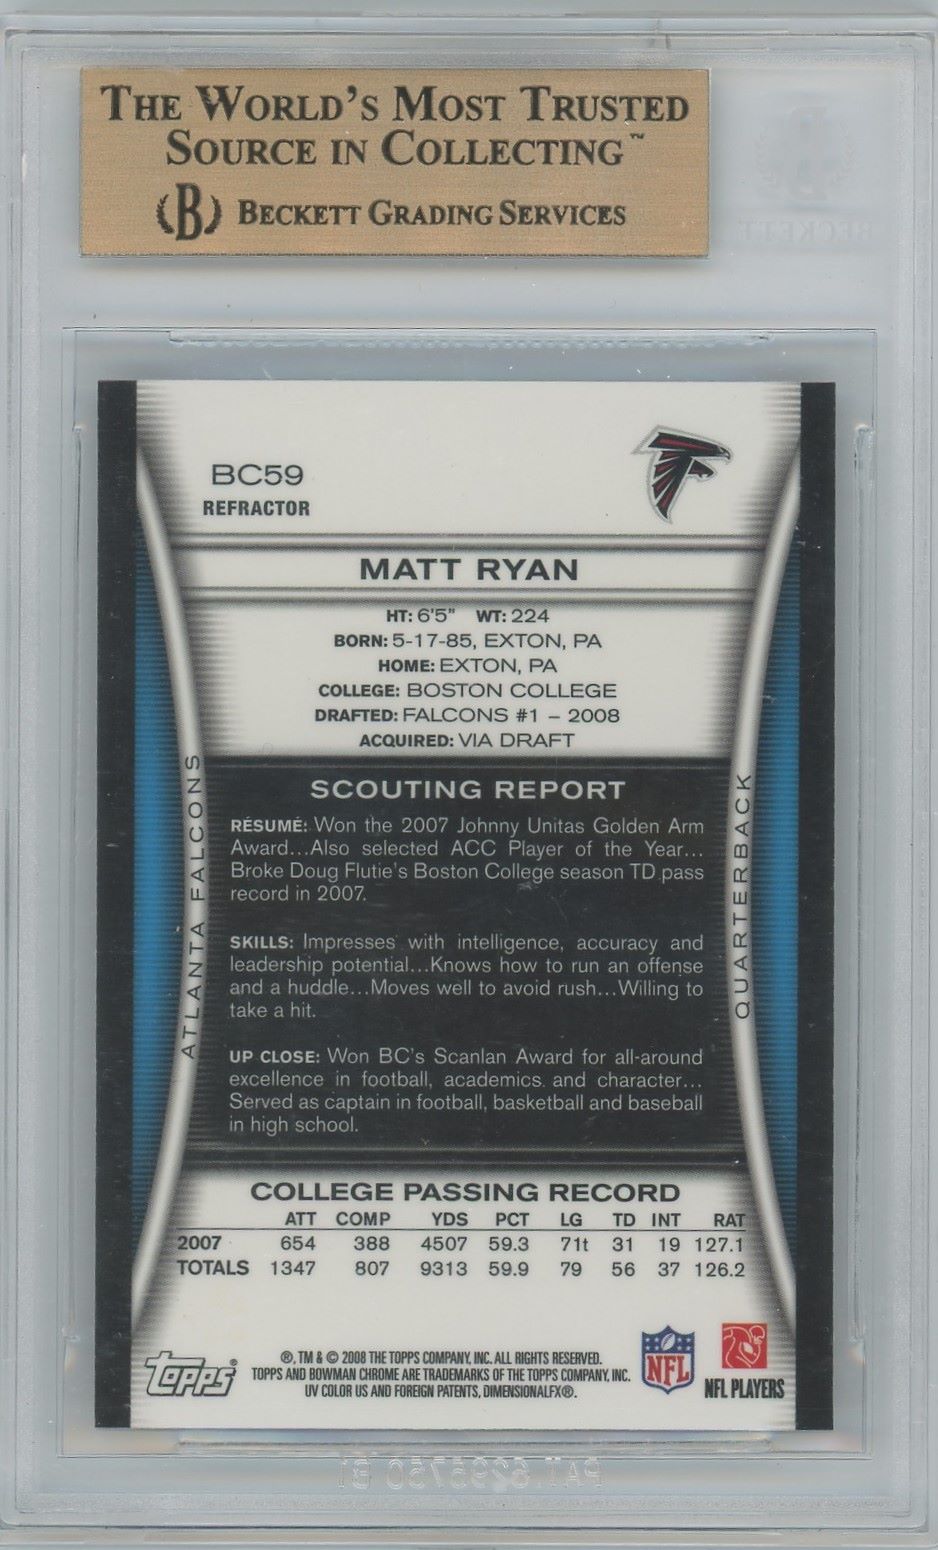 THE WORLD'S MOST TRUSTED
SOURCE IN COLLECTING™
(B) BECKETT GRADING SERVICES
B
BECKETT
BC59
REFRACTOR
MATT RYAN
HT: 6'5" WT: 224
BORN: 5-17-85, EXTON, PA
HOME: EXTON, PA
COLLEGE: BOSTON COLLEGE
DRAFTED: FALCONS #1 – 2008
ACQUIRED: VIA DRAFT
ATLANTA FALCONS
QUARTERBACK
SCOUTING REPORT
RÉSUMÉ: Won the 2007 Johnny Unitas Golden Arm
Award...Also selected ACC Player of the Year...
Broke Doug Flutie's Boston College season TD pass
record in 2007.
SKILLS: Impresses with intelligence, accuracy and
leadership potential...Knows how to run an offense
and a huddle...Moves well to avoid rush...Willing to
take a hit.
UP CLOSE: Won BC's Scanlan Award for all-around
excellence in football, academics and character...
Served as captain in football, basketball and baseball
in high school.
COLLEGE PASSING RECORD
ATT COMP YDS PCT LG TD INT RAT
2007 654 388 4507 59.3 71t 31 19 127.1
TOTALS 1347 807 9313 59.9 79 56 37 126.2
topps®
®, TM & © 2008 THE TOPPS COMPANY, INC. ALL RIGHTS RESERVED.
TOPPS AND BOWMAN CHROME ARE TRADEMARKS OF THE TOPPS COMPANY, INC.
UV COLOR US AND FOREIGN PATENTS, DIMENSIONALFX®.
NFL
NFL PLAYERS
PAT. 6295750 B1